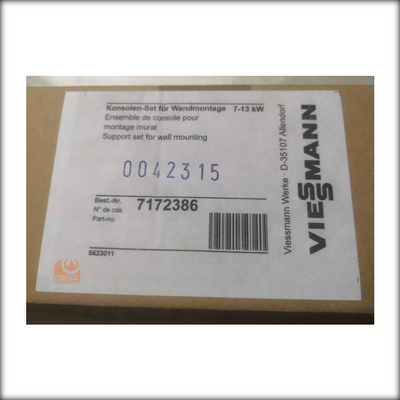 Konsolen-Set für Wandmontage 7-13 kW
Ensemble de console pour
montage mural
Support set for wall mounting
0042315
Best.-Nr.
N° de cde
Part-no.
7172386
5623011
Viessmann Werke · D-35107 Allendorf
VIESSMANN